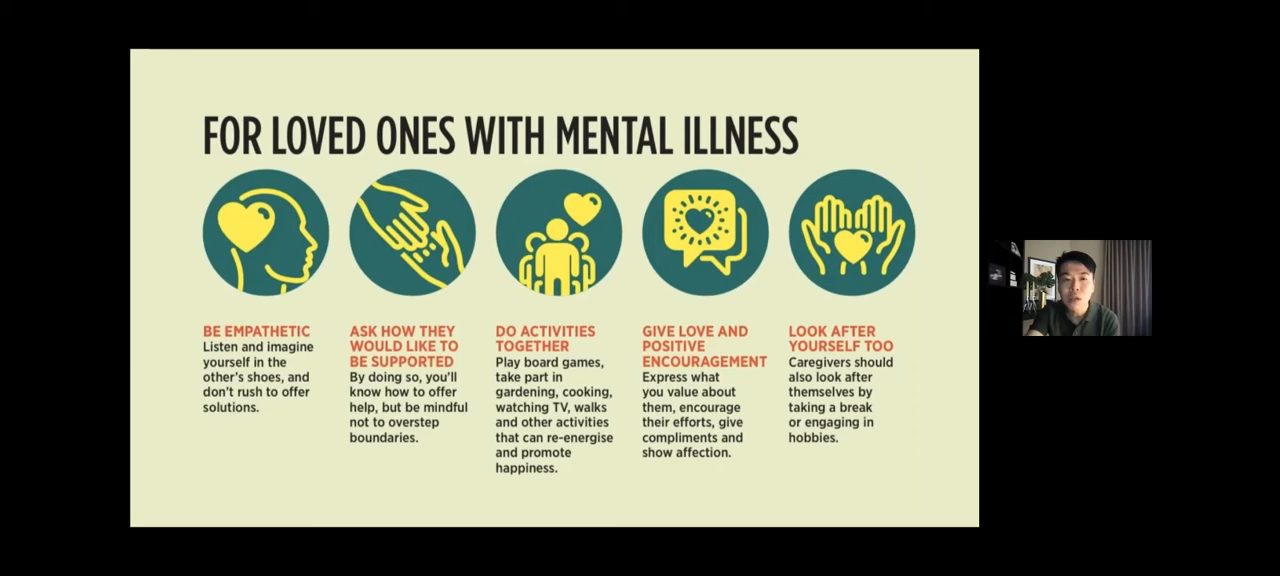 FOR LOVED ONES WITH MENTAL ILLNESS
BE EMPATHETIC
Listen and imagine
yourself in the
other's shoes, and
don't rush to offer
solutions.
ASK HOW THEY
WOULD LIKE TO
BE SUPPORTED
By doing so, you'll
know how to offer
help, but be mindful
not to overstep
boundaries.
DO ACTIVITIES
TOGETHER
Play board games,
take part in
gardening, cooking,
watching TV, walks
and other activities
that can re-energise
and promote
happiness.
GIVE LOVE AND
POSITIVE
ENCOURAGEMENT
Express what
you value about
them, encourage
their efforts, give
compliments and
show affection.
LOOK AFTER
YOURSELF TOO
Caregivers should
also look after
themselves by
taking a break
or engaging in
hobbies.